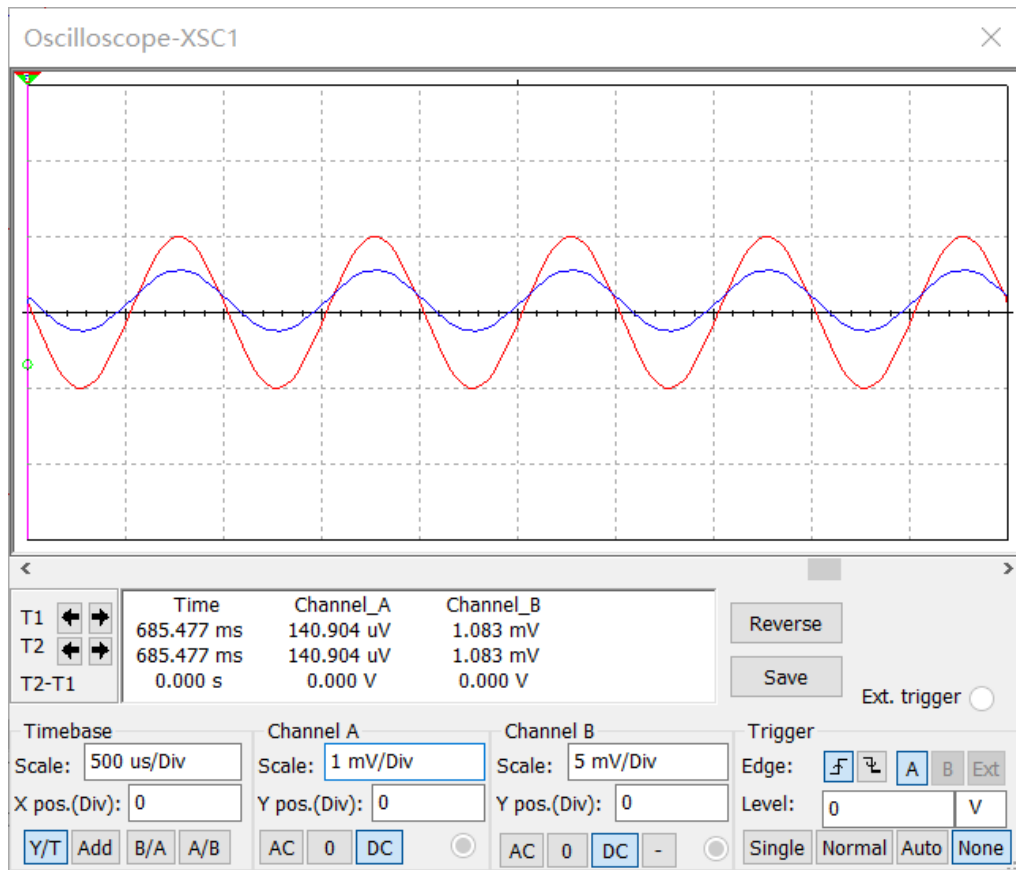 Oscilloscope-XSC1
Time Channel_A Channel_B
T1 685.477 ms 140.904 uV 1.083 mV
T2 685.477 ms 140.904 uV 1.083 mV
T2-T1 0.000 s 0.000 V 0.000 V
Reverse
Save
Ext. trigger
Timebase
Scale: 500 us/Div
X pos.(Div): 0
Y/T Add B/A A/B
Channel A
Scale: 1 mV/Div
Y pos.(Div): 0
AC 0 DC
Channel B
Scale: 5 mV/Div
Y pos.(Div): 0
AC 0 DC -
Trigger
Edge: A B Ext
Level: 0 V
Single Normal Auto None